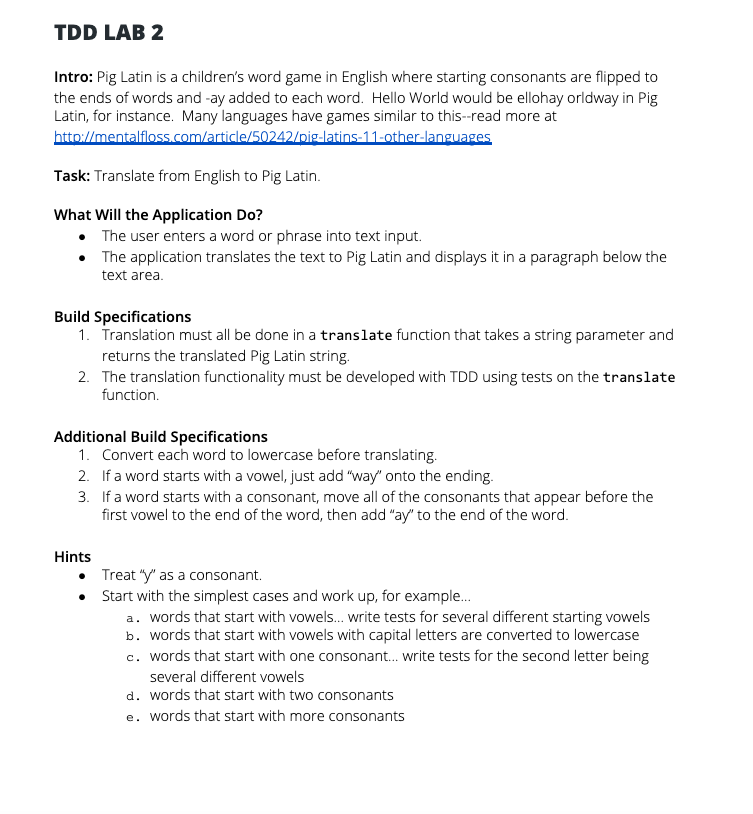 TDD LAB 2
Intro: Pig Latin is a children’s word game in English where starting consonants are flipped to
the ends of words and -ay added to each word.  Hello World would be ellohay orldway in Pig
Latin, for instance.  Many languages have games similar to this--read more at
http://mentalfloss.com/article/50242/pig-latins-11-other-languages
Task: Translate from English to Pig Latin.
What Will the Application Do?
● The user enters a word or phrase into text input.
● The application translates the text to Pig Latin and displays it in a paragraph below the
text area.
Build Specifications
1. Translation must all be done in a translate function that takes a string parameter and
returns the translated Pig Latin string.
2. The translation functionality must be developed with TDD using tests on the translate
function.
Additional Build Specifications
1. Convert each word to lowercase before translating.
2. If a word starts with a vowel, just add “way” onto the ending.
3. If a word starts with a consonant, move all of the consonants that appear before the
first vowel to the end of the word, then add “ay” to the end of the word.
Hints
● Treat “y” as a consonant.
● Start with the simplest cases and work up, for example...
a. words that start with vowels... write tests for several different starting vowels
b. words that start with vowels with capital letters are converted to lowercase
c. words that start with one consonant... write tests for the second letter being
several different vowels
d. words that start with two consonants
e. words that start with more consonants